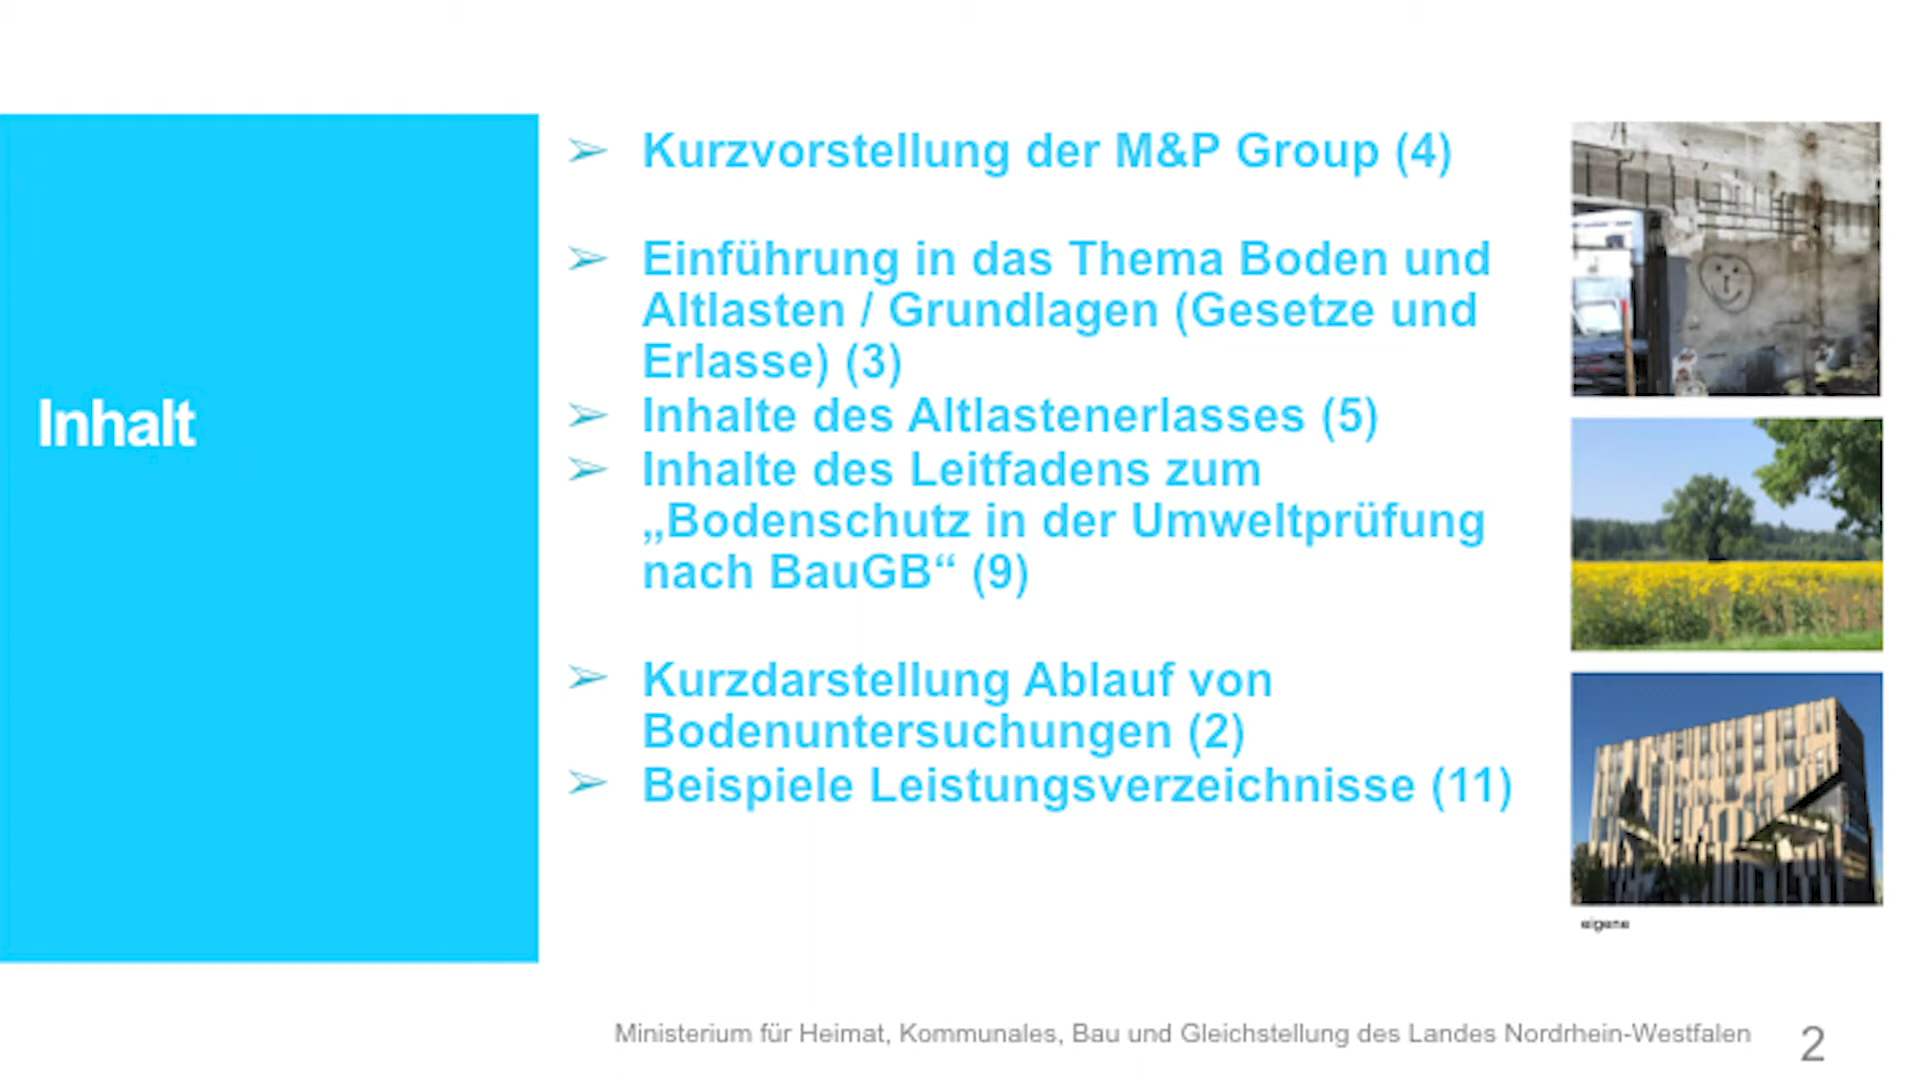 Inhalt
➢ Kurzvorstellung der M&P Group (4)
➢ Einführung in das Thema Boden und
Altlasten / Grundlagen (Gesetze und
Erlasse) (3)
➢ Inhalte des Altlastenerlasses (5)
➢ Inhalte des Leitfadens zum
„Bodenschutz in der Umweltprüfung
nach BauGB“ (9)
➢ Kurzdarstellung Ablauf von
Bodenuntersuchungen (2)
➢ Beispiele Leistungsverzeichnisse (11)
eigene
Ministerium für Heimat, Kommunales, Bau und Gleichstellung des Landes Nordrhein-Westfalen
2